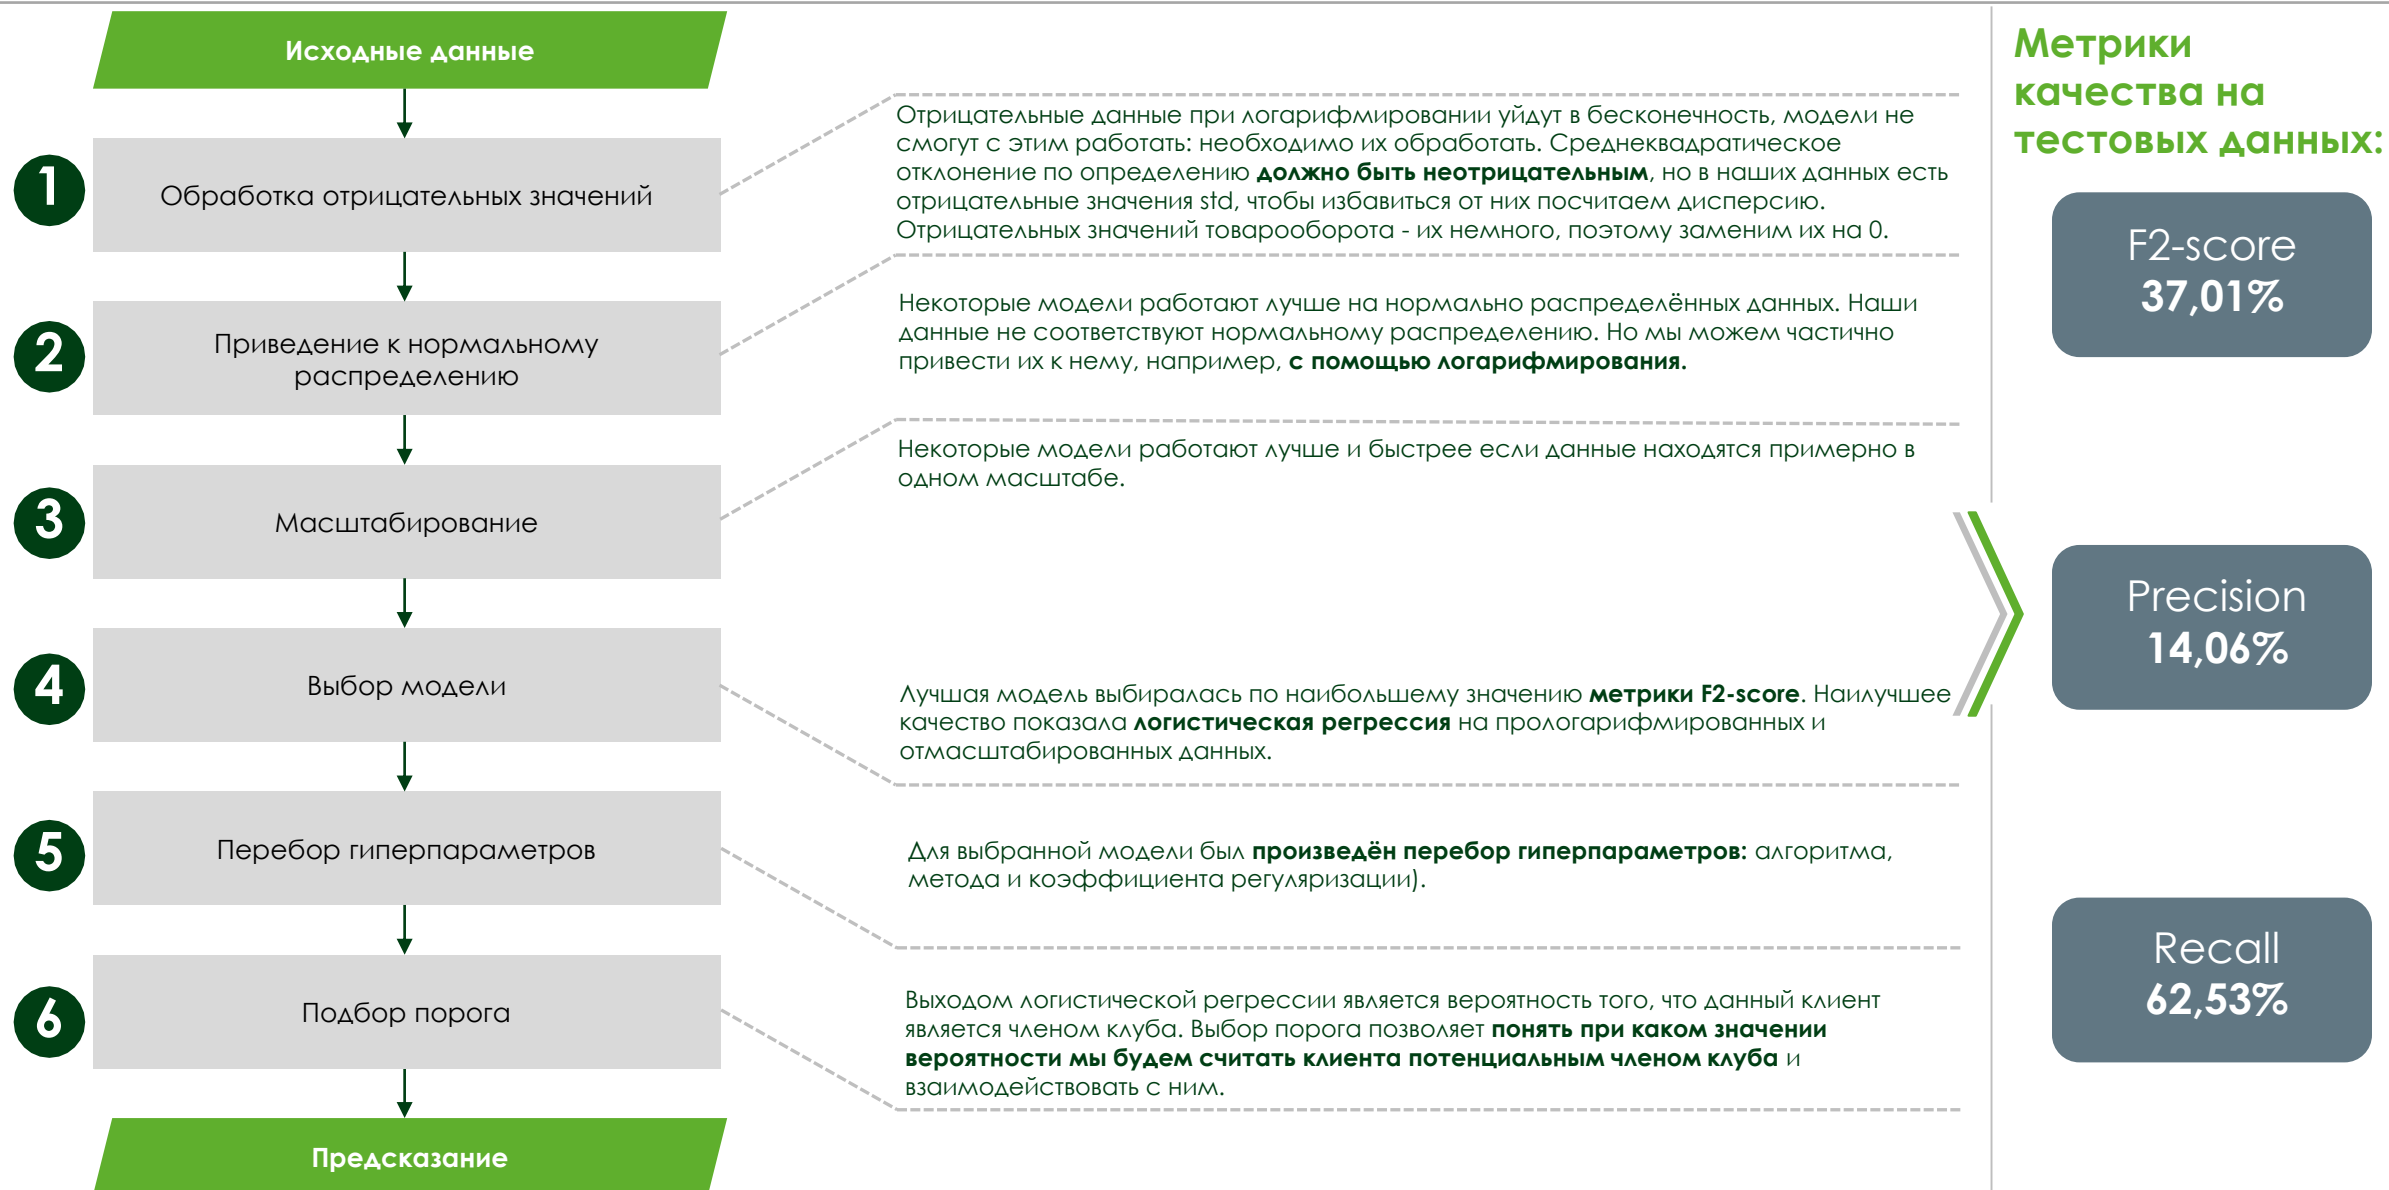 Исходные данные
1
Обработка отрицательных значений
Отрицательные данные при логарифмировании уйдут в бесконечность, модели не
смогут с этим работать: необходимо их обработать. Среднеквадратическое
отклонение по определению должно быть неотрицательным, но в наших данных есть
отрицательные значения std, чтобы избавиться от них посчитаем дисперсию.
Отрицательных значений товарооборота - их немного, поэтому заменим их на 0.
2
Приведение к нормальному
распределению
Некоторые модели работают лучше на нормально распределённых данных. Наши
данные не соответствуют нормальному распределению. Но мы можем частично
привести их к нему, например, с помощью логарифмирования.
3
Масштабирование
Некоторые модели работают лучше и быстрее если данные находятся примерно в
одном масштабе.
4
Выбор модели
Лучшая модель выбиралась по наибольшему значению метрики F2-score. Наилучшее
качество показала логистическая регрессия на прологарифмированных и
отмасштабированных данных.
5
Перебор гиперпараметров
Для выбранной модели был произведён перебор гиперпараметров: алгоритма,
метода и коэффициента регуляризации).
6
Подбор порога
Выходом логистической регрессии является вероятность того, что данный клиент
является членом клуба. Выбор порога позволяет понять при каком значении
вероятности мы будем считать клиента потенциальным членом клуба и
взаимодействовать с ним.
Предсказание
Метрики
качества на
тестовых данных:
F2-score
37,01%
Precision
14,06%
Recall
62,53%